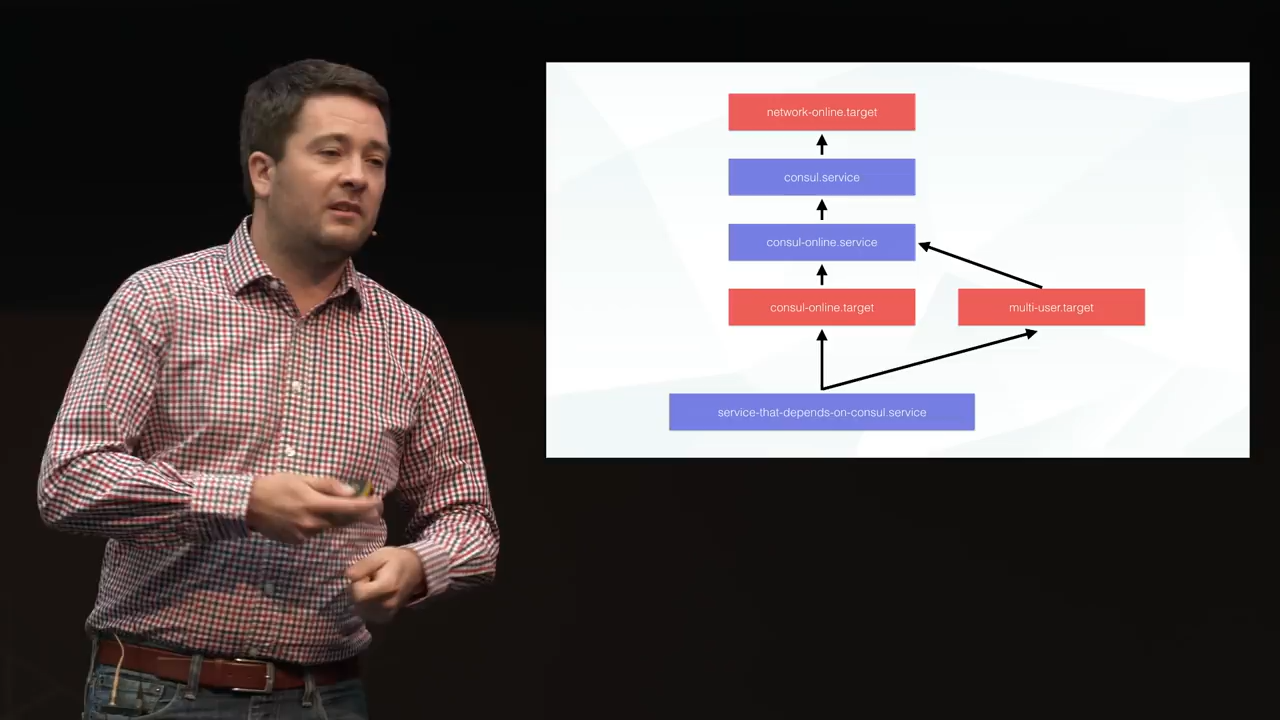 network-online.target
consul.service
consul-online.service
consul-online.target
multi-user.target
service-that-depends-on-consul.service